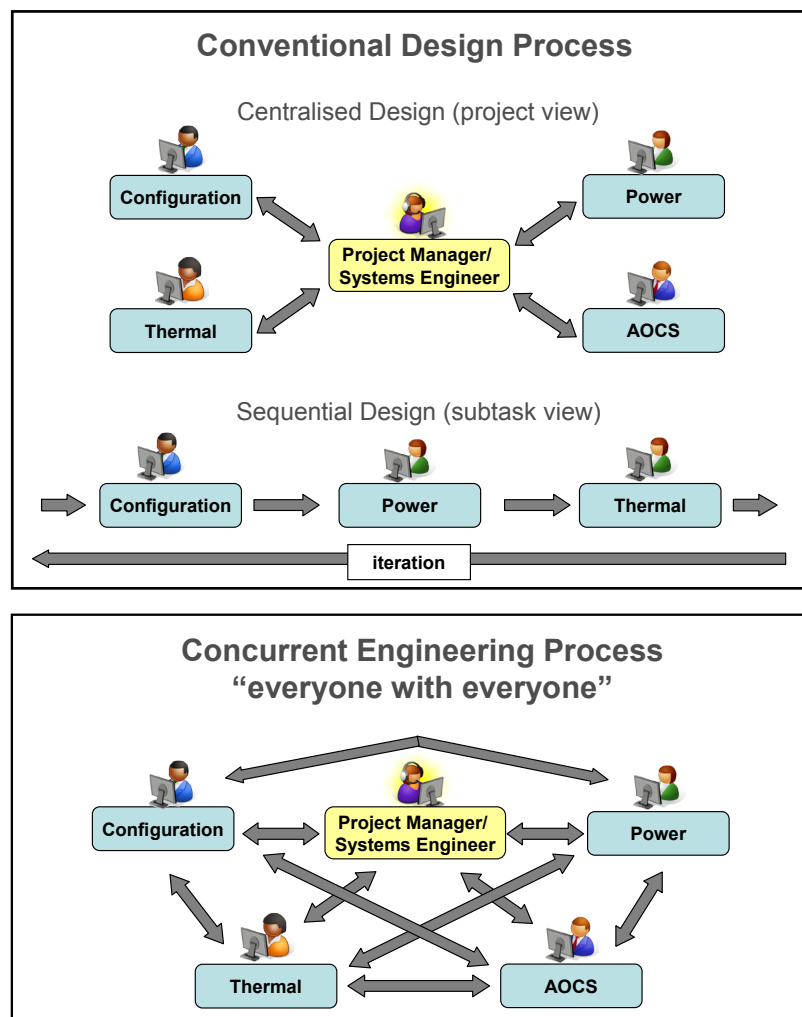 Conventional Design Process
Centralised Design (project view)
Configuration
Power
Project Manager/
Systems Engineer
Thermal
AOCS
Sequential Design (subtask view)
Configuration
Power
Thermal
iteration
Concurrent Engineering Process
“everyone with everyone”
Configuration
Project Manager/
Systems Engineer
Power
Thermal
AOCS